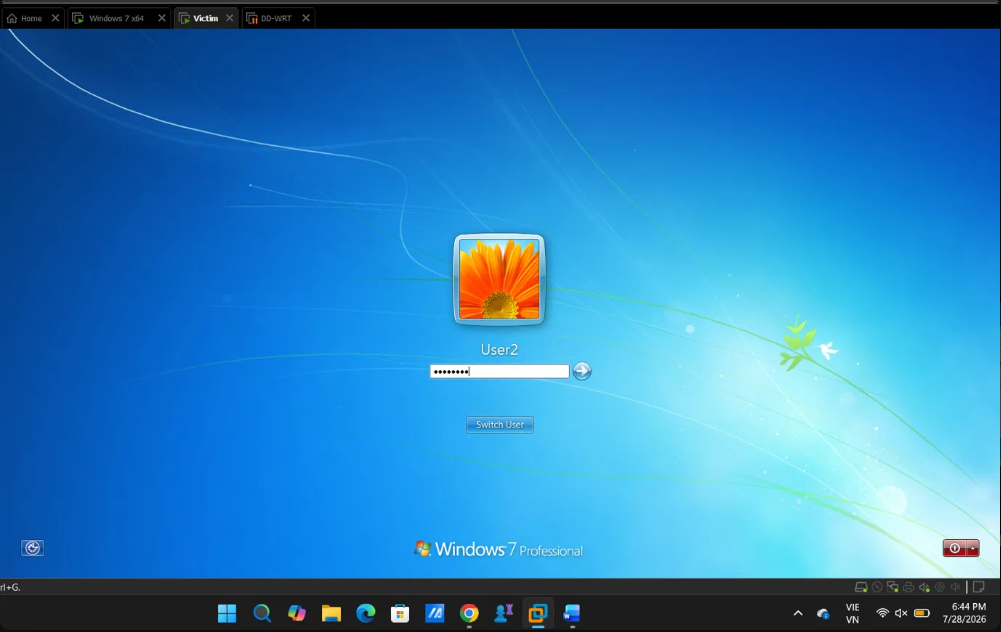 Home
Windows 7 x64
Victim
DD-WRT
User2
••••••••
Switch User
Windows 7 Professional
rl+G.
VIE
VN
6:44 PM
7/28/2026